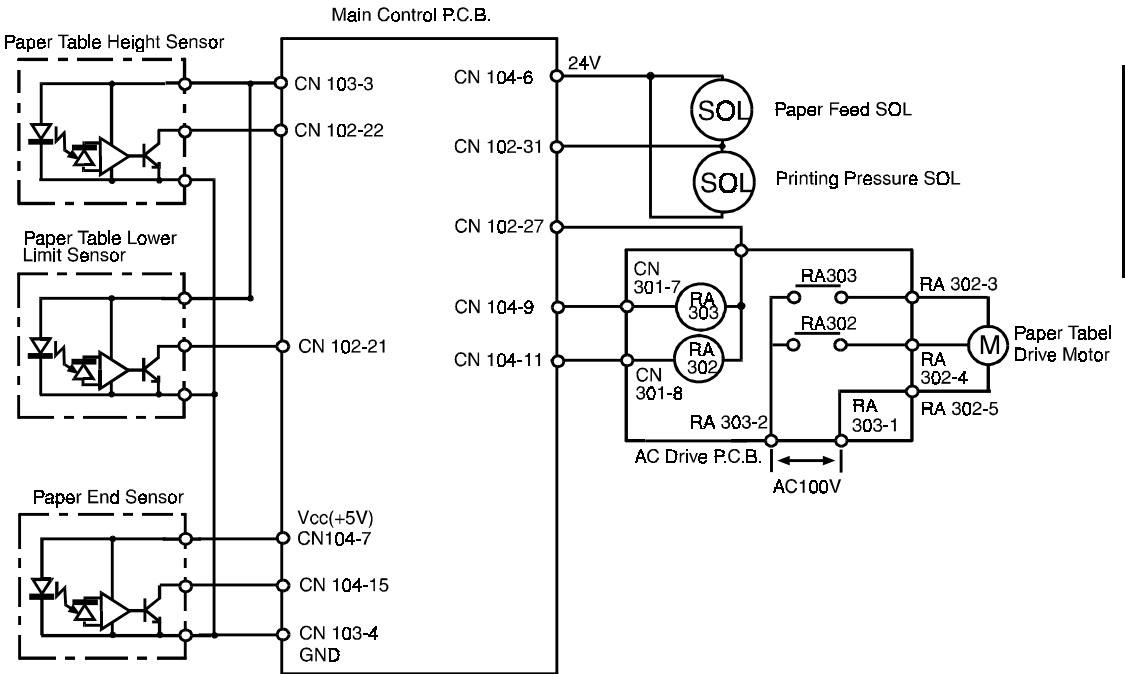 Main Control P.C.B.
Paper Table Height Sensor
CN 103-3
CN 102-22
Paper Table Lower
Limit Sensor
CN 102-21
Paper End Sensor
Vcc(+5V)
CN104-7
CN 104-15
CN 103-4
GND
CN 104-6
24V
SOL
Paper Feed SOL
CN 102-31
SOL
Printing Pressure SOL
CN 102-27
CN
301-7
CN 104-9
RA
303
CN 104-11
RA
302
CN
301-8
RA303
RA 302-3
RA302
M
Paper Tabel
Drive Motor
RA
302-4
RA 302-5
RA 303-2
RA
303-1
AC Drive P.C.B.
AC100V